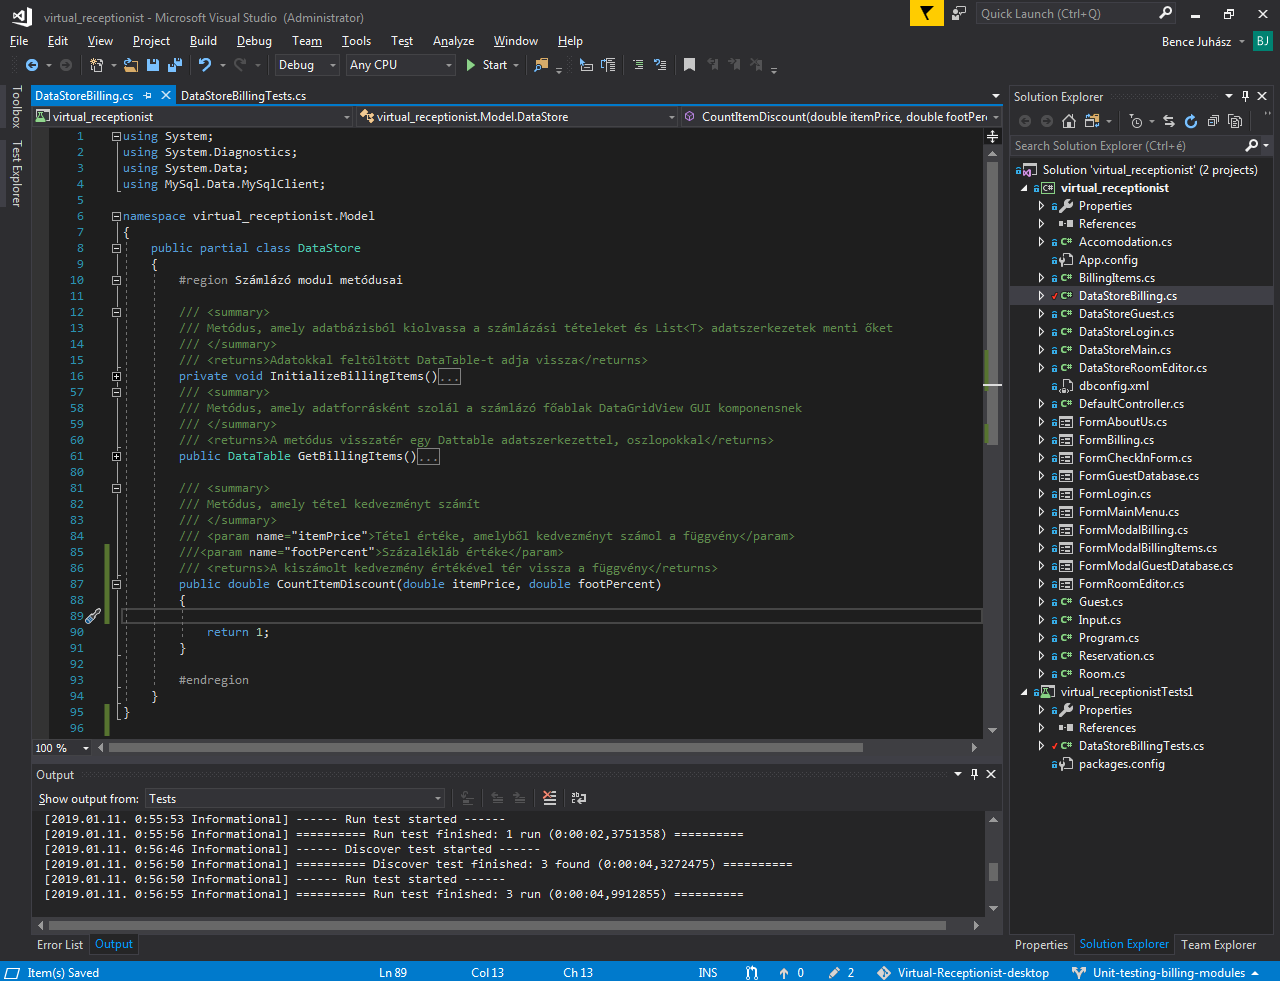 virtual_receptionist - Microsoft Visual Studio (Administrator)
Quick Launch (Ctrl+Q)
File Edit View Project Build Debug Team Tools Test Analyze Window Help
Bence Juhász BJ
Debug Any CPU Start
Toolbox
Test Explorer
DataStoreBilling.cs DataStoreBillingTests.cs
virtual_receptionist virtual_receptionist.Model.DataStore CountItemDiscount(double itemPrice, double footPer
1 using System;
2 using System.Diagnostics;
3 using System.Data;
4 using MySql.Data.MySqlClient;
5
6 namespace virtual_receptionist.Model
7 {
8 public partial class DataStore
9 {
10 #region Számlázó modul metódusai
11
12 /// <summary>
13 /// Metódus, amely adatbázisból kiolvassa a számlázási tételeket és List<T> adatszerkezetek menti őket
14 /// </summary>
15 /// <returns>Adatokkal feltöltött DataTable-t adja vissza</returns>
16 private void InitializeBillingItems()...
57 /// <summary>
58 /// Metódus, amely adatforrásként szolál a számlázó főablak DataGridView GUI komponensnek
59 /// </summary>
60 /// <returns>A metódus visszatér egy Dattable adatszerkezettel, oszlopokkal</returns>
61 public DataTable GetBillingItems()...
80
81 /// <summary>
82 /// Metódus, amely tétel kedvezményt számít
83 /// </summary>
84 /// <param name="itemPrice">Tétel értéke, amelyből kedvezményt számol a függvény</param>
85 ///<param name="footPercent">Százalékláb értéke</param>
86 /// <returns>A kiszámolt kedvezmény értékével tér vissza a függvény</returns>
87 public double CountItemDiscount(double itemPrice, double footPercent)
88 {
89
90 return 1;
91 }
92
93 #endregion
94 }
95 }
96
100 %
Output
Show output from: Tests
[2019.01.11. 0:55:53 Informational] ------ Run test started ------
[2019.01.11. 0:55:56 Informational] ========== Run test finished: 1 run (0:00:02,3751358) ==========
[2019.01.11. 0:56:46 Informational] ------ Discover test started ------
[2019.01.11. 0:56:50 Informational] ========== Discover test finished: 3 found (0:00:04,3272475) ==========
[2019.01.11. 0:56:50 Informational] ------ Run test started ------
[2019.01.11. 0:56:55 Informational] ========== Run test finished: 3 run (0:00:04,9912855) ==========
Error List Output
Solution Explorer
Search Solution Explorer (Ctrl+é)
Solution 'virtual_receptionist' (2 projects)
virtual_receptionist
Properties
References
Accomodation.cs
App.config
BillingItems.cs
DataStoreBilling.cs
DataStoreGuest.cs
DataStoreLogin.cs
DataStoreMain.cs
DataStoreRoomEditor.cs
dbconfig.xml
DefaultController.cs
FormAboutUs.cs
FormBilling.cs
FormCheckInForm.cs
FormGuestDatabase.cs
FormLogin.cs
FormMainMenu.cs
FormModalBilling.cs
FormModalBillingItems.cs
FormModalGuestDatabase.cs
FormRoomEditor.cs
Guest.cs
Input.cs
Program.cs
Reservation.cs
Room.cs
virtual_receptionistTests1
Properties
References
DataStoreBillingTests.cs
packages.config
Properties Solution Explorer Team Explorer
Item(s) Saved Ln 89 Col 13 Ch 13 INS 0 2 Virtual-Receptionist-desktop Unit-testing-billing-modules